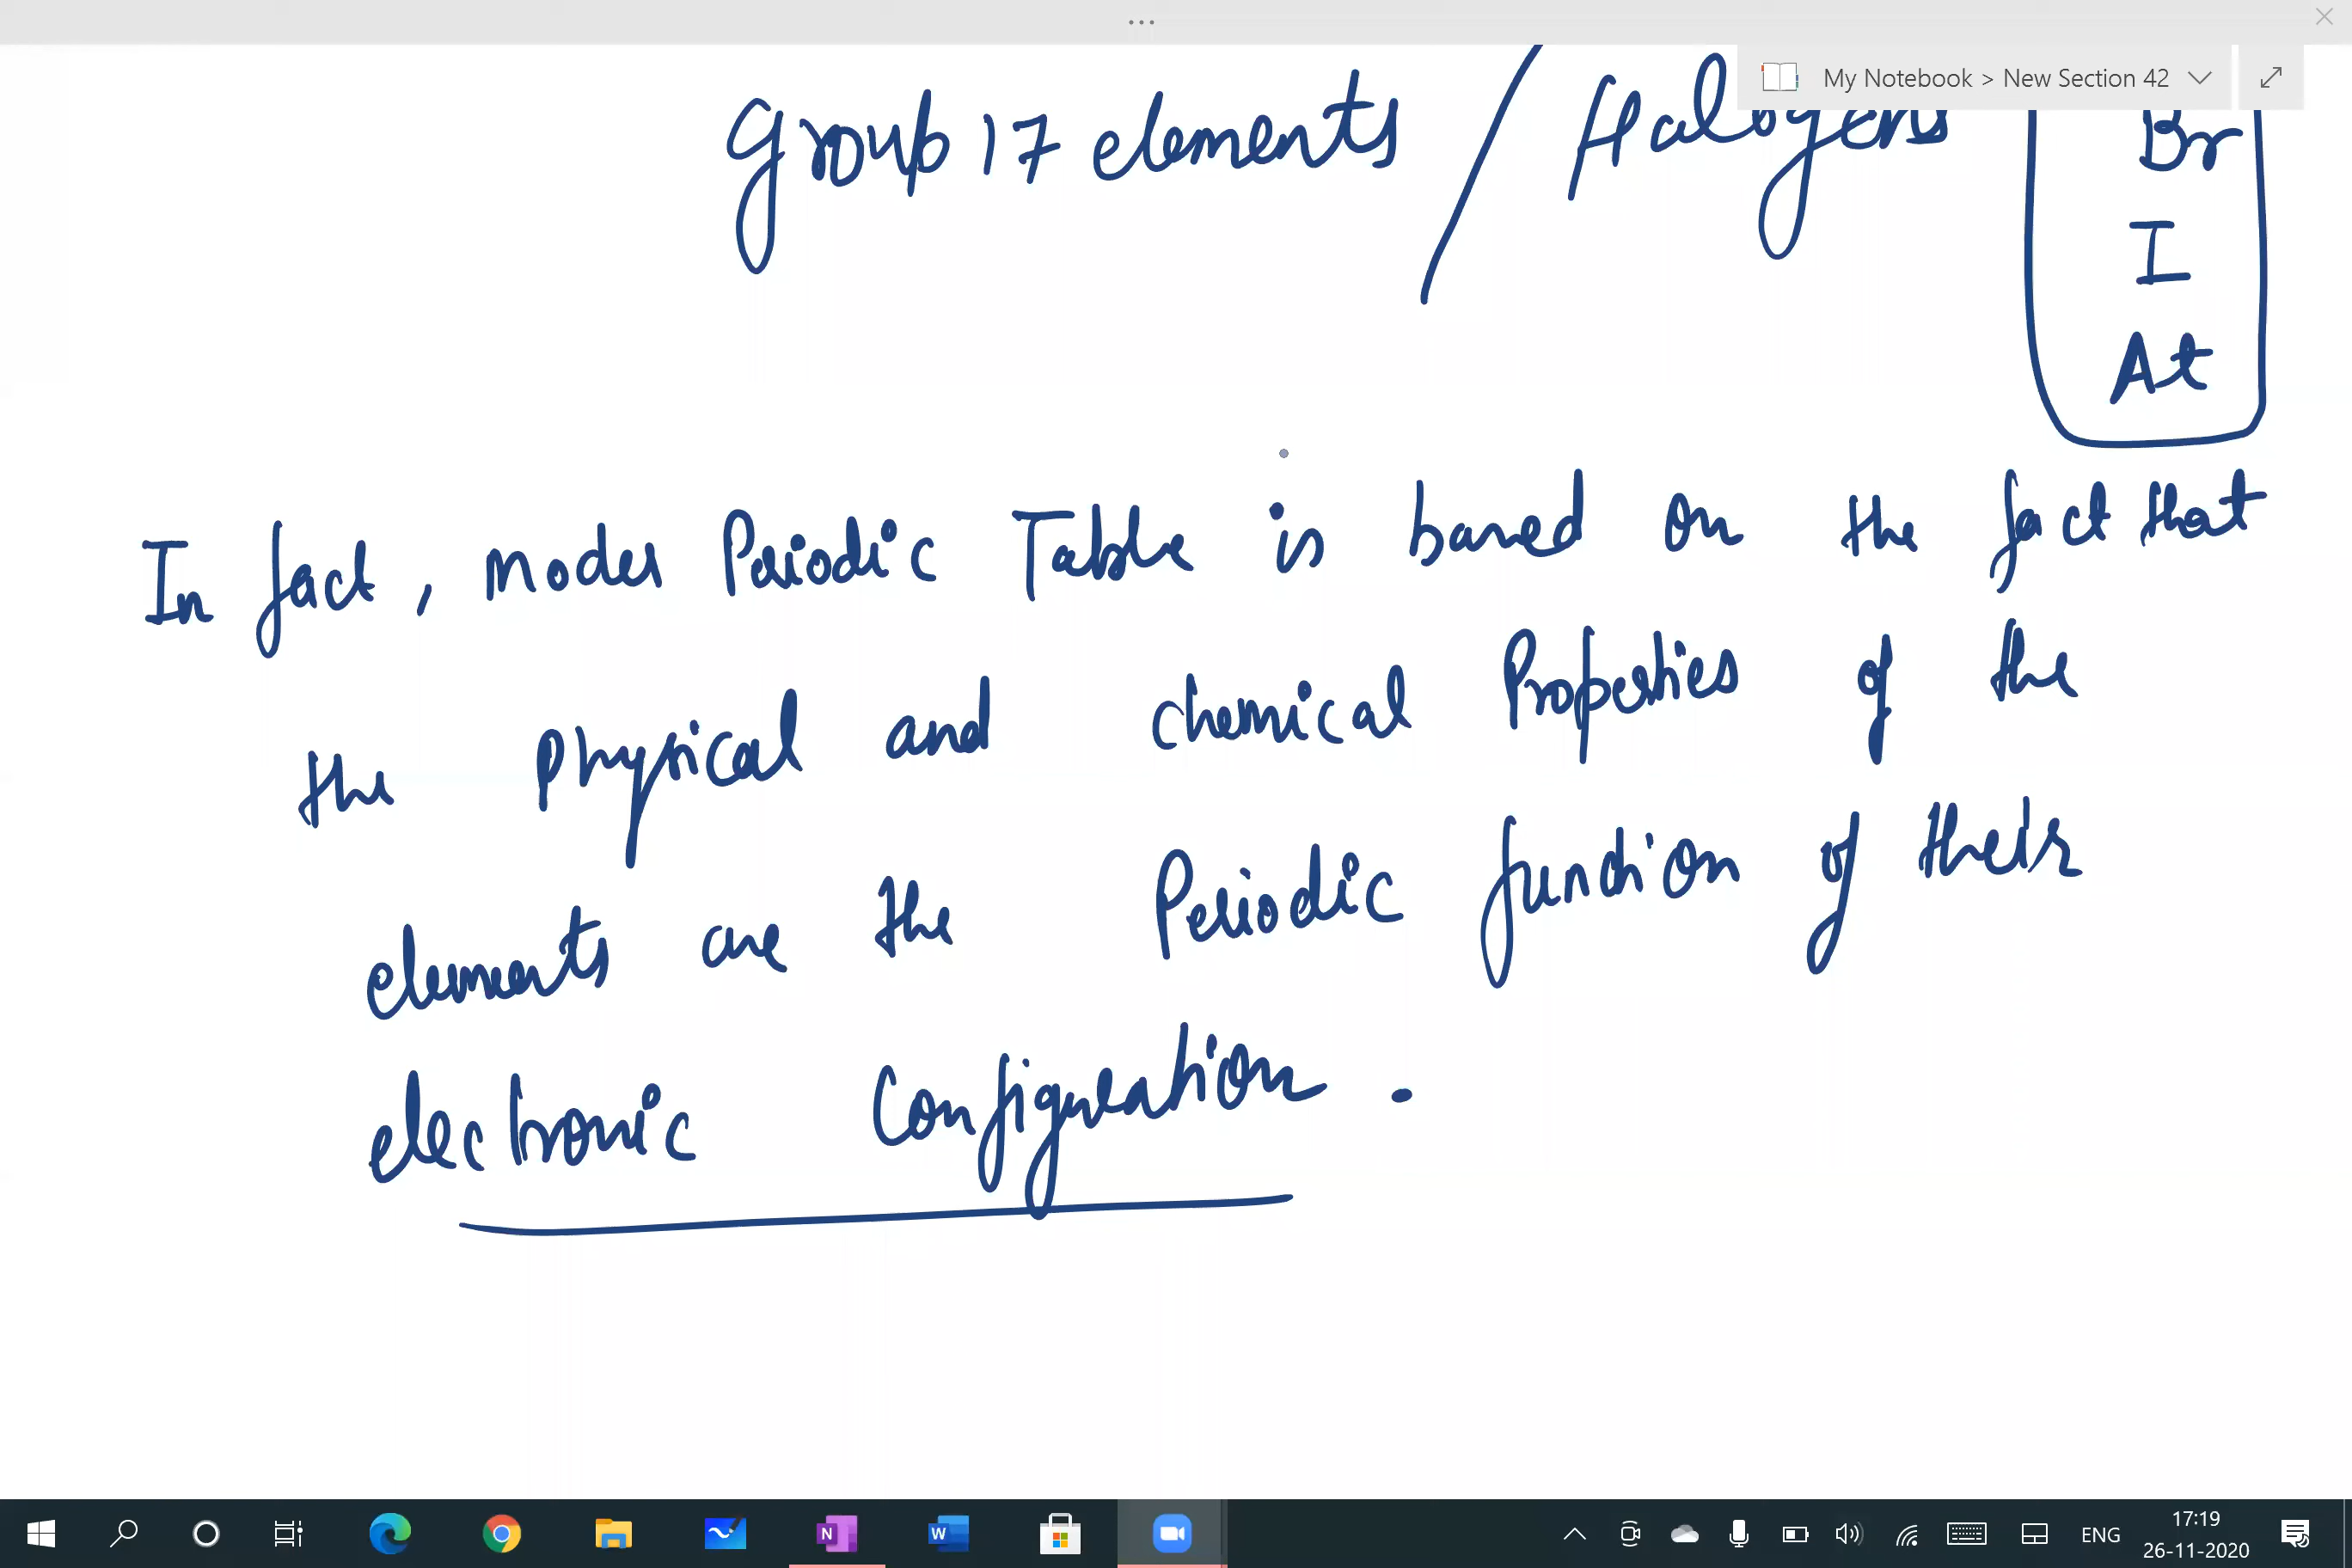 My Notebook > New Section 42
Group 17 elements / Halogens
Br
I
At
In fact, moder Periodic Table is based on the fact that
the Physical and chemical Properties of the
elements are the Periodic function of their
electronic Configuration.
N
W
ENG
17:19
26-11-2020